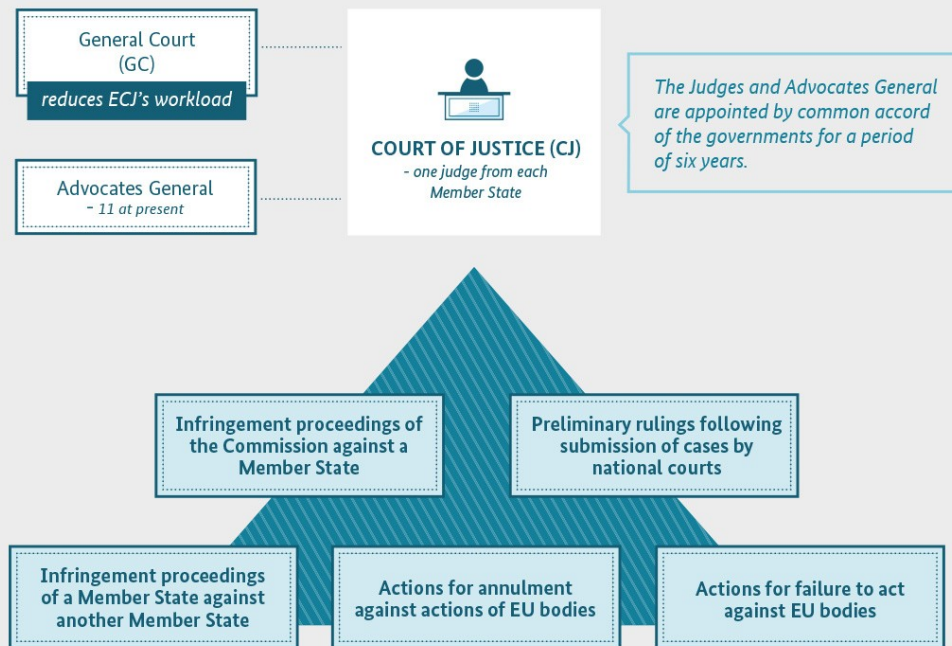 General Court
(GC)
reduces ECJ's workload
Advocates General
- 11 at present
COURT OF JUSTICE (CJ)
- one judge from each
Member State
The Judges and Advocates General
are appointed by common accord
of the governments for a period
of six years.
Infringement proceedings of
the Commission against a
Member State
Preliminary rulings following
submission of cases by
national courts
Infringement proceedings
of a Member State against
another Member State
Actions for annulment
against actions of EU bodies
Actions for failure to act
against EU bodies